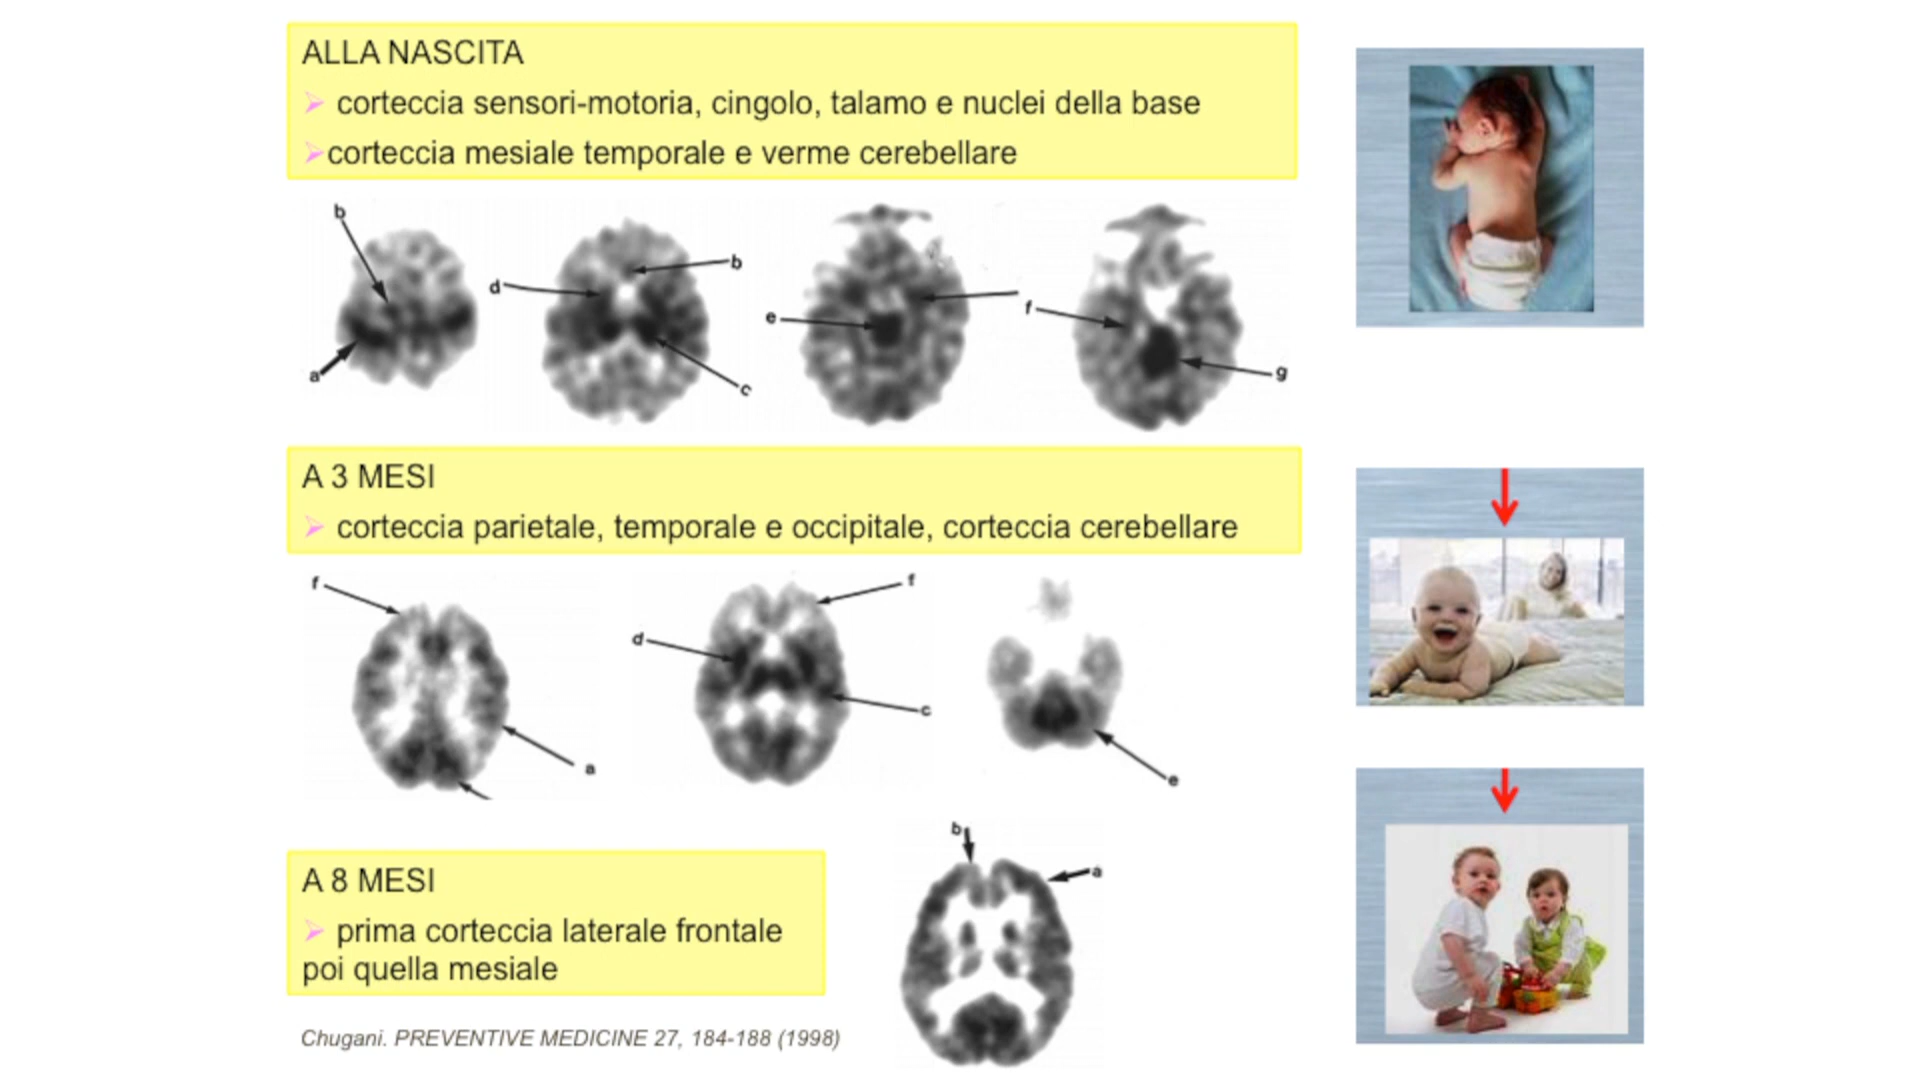 ALLA NASCITA
➢ corteccia sensori-motoria, cingolo, talamo e nuclei della base
➢corteccia mesiale temporale e verme cerebellare
b
d
b
e
f
a
c
g
A 3 MESI
➢ corteccia parietale, temporale e occipitale, corteccia cerebellare
f
f
d
c
a
e
b
a
A 8 MESI
➢ prima corteccia laterale frontale
poi quella mesiale
Chugani. PREVENTIVE MEDICINE 27, 184-188 (1998)